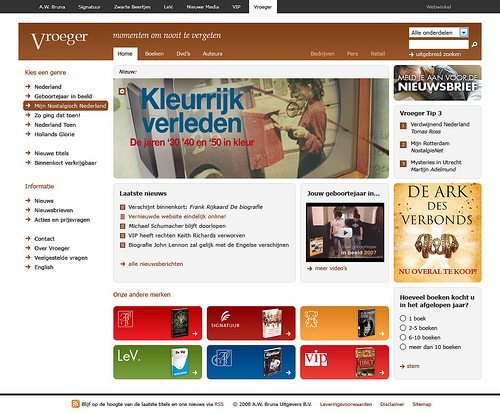 A.W. Bruna Signatuur Zwarte Beertjes LeV. Nieuwe Media VIP Vroeger Webwinkel
Vroeger
momenten om nooit te vergeten
Alle onderdelen
uitgebreid zoeken
Home Boeken Dvd's Auteurs Bedrijven Pers Retail
Kies een genre
Nederland
Geboortejaar in beeld
Mijn Nostalgisch Nederland
Zo ging dat toen!
Nederland Toen
Hollands Glorie
Nieuwe titels
Binnenkort verkrijgbaar
Informatie
Nieuws
Nieuwsbrieven
Acties en prijsvragen
Contact
Over Vroeger
Veelgestelde vragen
English
Nieuw:
Kleurrijk
verleden
De jaren '30 '40 en '50 in kleur
Laatste nieuws
Verschijnt binnenkort: Frank Rijkaard De biografie
Vernieuwde website eindelijk online!
Michael Schumacher blijft doorlopen
VIP heeft rechten Keith Richards verworven
Biografie John Lennon zal gelijk met de Engelse verschijnen
alle nieuwsberichten
Jouw geboortejaar in...
geboortejaar
in beeld 2007
meer video's
Onze andere merken
SIGNATUUR
LeV.
vip
MELD JE AAN VOOR DE
NIEUWSBRIEF
Vroeger Tip 3
1 Verdwijnend Nederland
Tomas Ross
2 Mijn Rotterdam
NostalgieNet
3 Mysteries in Utrecht
Martijn Adelmund
DE ARK
DES
VERBONDS
NU OVERAL TE KOOP!
Hoeveel boeken kocht u
in het afgelopen jaar?
1 boek
2-5 boeken
6-10 boeken
meer dan 10 boeken
stem
Blijf op de hoogte van de laatste titels en ons nieuws via RSS © 2008 A.W. Bruna Uitgevers B.V. Leveringsvoorwaarden Disclaimer Sitemap